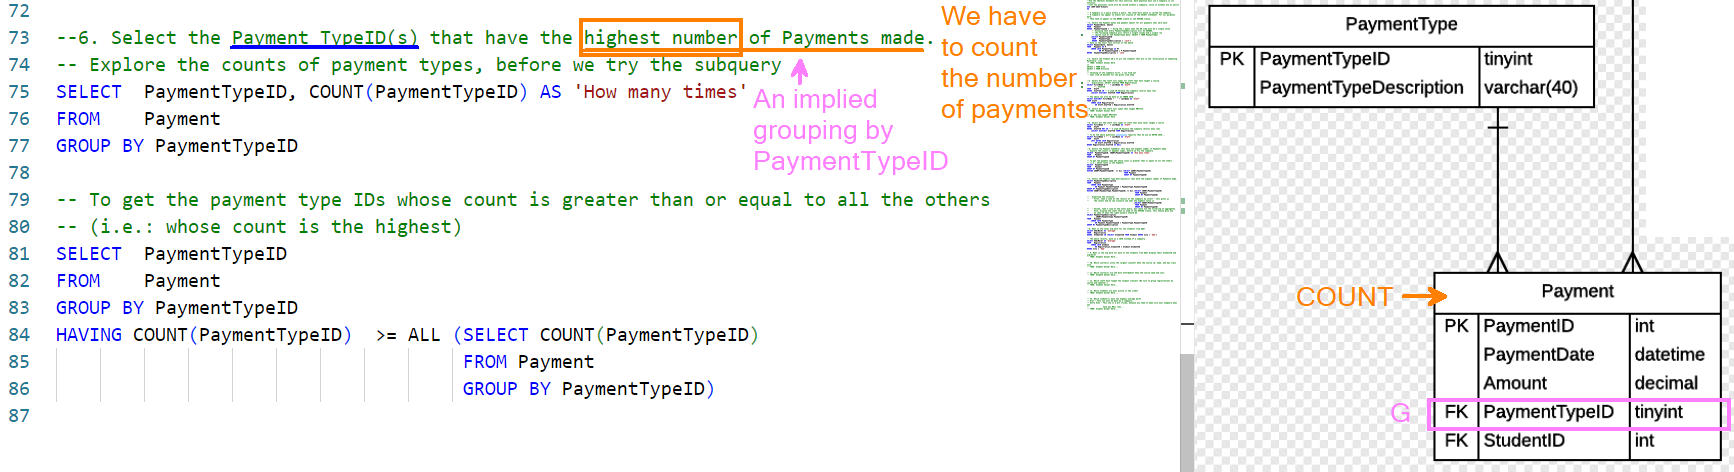 72
73 --6. Select the Payment TypeID(s) that have the highest number of Payments made.
74 -- Explore the counts of payment types, before we try the subquery
75 SELECT PaymentTypeID, COUNT(PaymentTypeID) AS 'How many times'
76 FROM Payment
77 GROUP BY PaymentTypeID
78
79 -- To get the payment type IDs whose count is greater than or equal to all the others
80 -- (i.e.: whose count is the highest)
81 SELECT PaymentTypeID
82 FROM Payment
83 GROUP BY PaymentTypeID
84 HAVING COUNT(PaymentTypeID) >= ALL (SELECT COUNT(PaymentTypeID)
85 FROM Payment
86 GROUP BY PaymentTypeID)
87
An implied
grouping by
PaymentTypeID
We have
to count
the number
of payments
PaymentType
PK PaymentTypeID tinyint
PaymentTypeDescription varchar(40)
COUNT
Payment
PK PaymentID int
PaymentDate datetime
Amount decimal
G FK PaymentTypeID tinyint
FK StudentID int